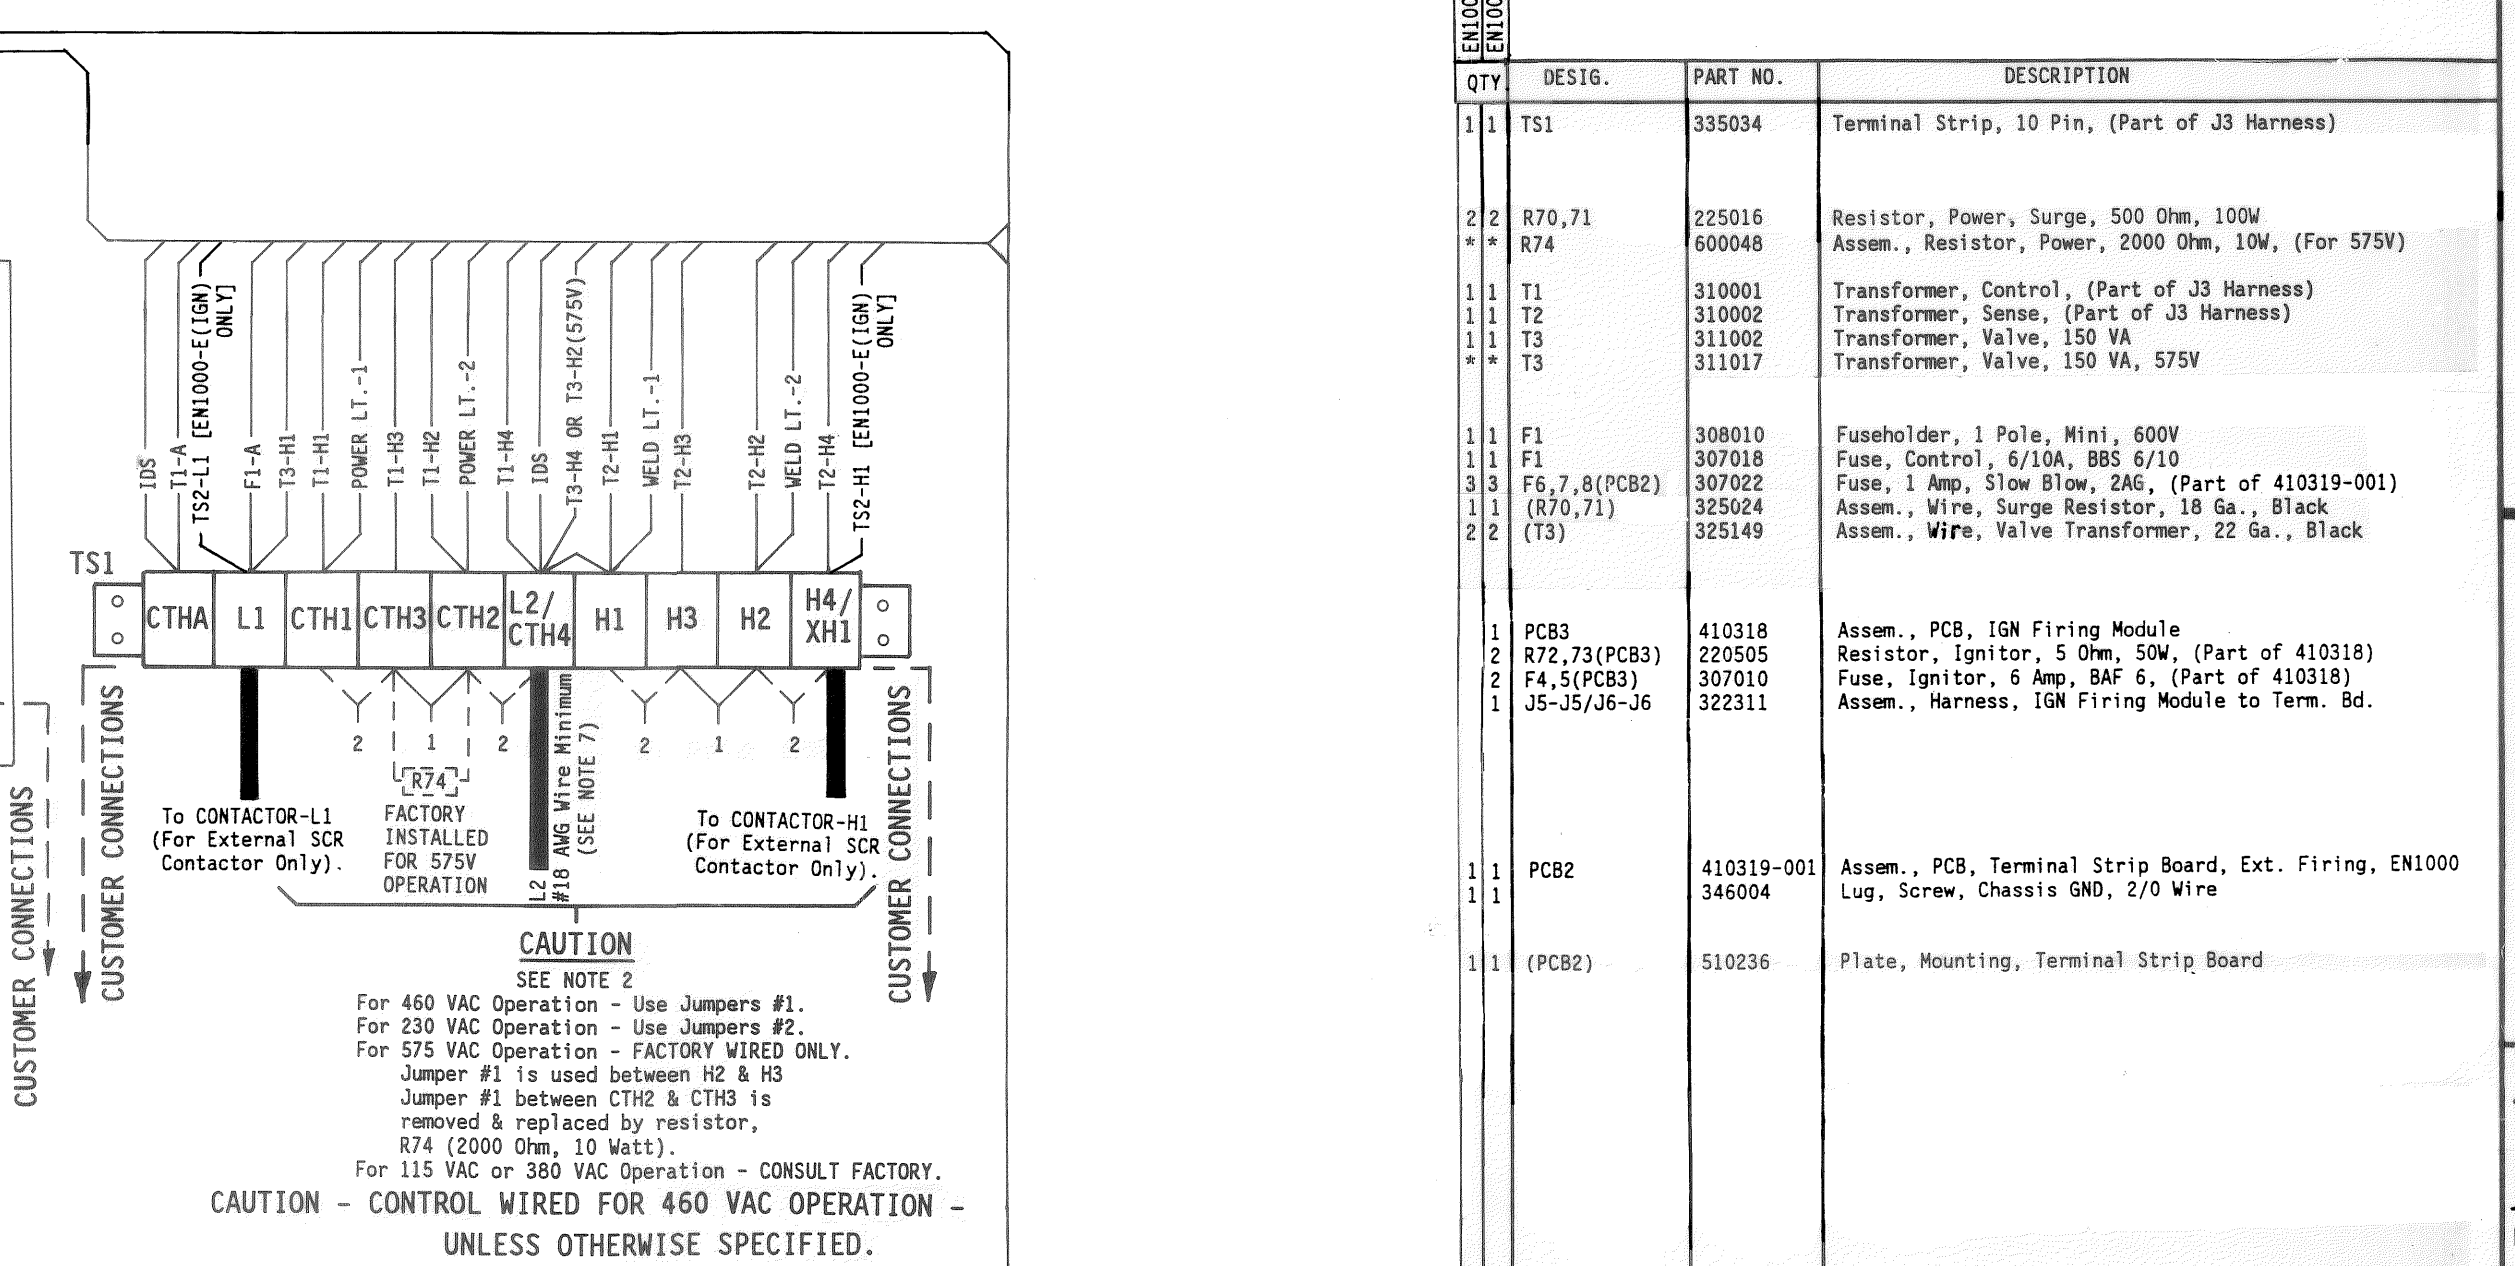 IDS
T1-A
TS2-L1 [EN1000-E(IGN)
ONLY]
F1-A
T3-H1
T1-H1
POWER LT.-1
T1-H3
T1-H2
POWER LT.-2
T1-H4
IDS
T3-H4 OR T3-H2(575V)
T2-H1
WELD LT.-1
T2-H3
T2-H2
WELD LT.-2
T2-H4
TS2-H1 [EN1000-E(IGN)
ONLY]
TS1
CTHA
L1
CTH1
CTH3
CTH2
L2/
CTH4
H1
H3
H2
H4/
XH1
2
1
2
2
1
2
R74
FACTORY
INSTALLED
FOR 575V
OPERATION
To CONTACTOR-L1
(For External SCR
Contactor Only).
L2
#18 AWG Wire Minimum
(SEE NOTE 7)
To CONTACTOR-H1
(For External SCR
Contactor Only).
CUSTOMER CONNECTIONS
CUSTOMER CONNECTIONS
CUSTOMER CONNECTIONS
CAUTION
SEE NOTE 2
For 460 VAC Operation - Use Jumpers #1.
For 230 VAC Operation - Use Jumpers #2.
For 575 VAC Operation - FACTORY WIRED ONLY.
Jumper #1 is used between H2 & H3
Jumper #1 between CTH2 & CTH3 is
removed & replaced by resistor,
R74 (2000 Ohm, 10 Watt).
For 115 VAC or 380 VAC Operation - CONSULT FACTORY.
CAUTION - CONTROL WIRED FOR 460 VAC OPERATION -
UNLESS OTHERWISE SPECIFIED.
QTY DESIG. PART NO. DESCRIPTION
1 1 TS1 335034 Terminal Strip, 10 Pin, (Part of J3 Harness)
2 2 R70,71 225016 Resistor, Power, Surge, 500 Ohm, 100W
* * R74 600048 Assem., Resistor, Power, 2000 Ohm, 10W, (For 575V)
1 1 T1 310001 Transformer, Control, (Part of J3 Harness)
1 1 T2 310002 Transformer, Sense, (Part of J3 Harness)
1 1 T3 311002 Transformer, Valve, 150 VA
* * T3 311017 Transformer, Valve, 150 VA, 575V
1 1 F1 308010 Fuseholder, 1 Pole, Mini, 600V
1 1 F1 307018 Fuse, Control, 6/10A, BBS 6/10
3 3 F6,7,8(PCB2) 307022 Fuse, 1 Amp, Slow Blow, 2AG, (Part of 410319-001)
1 1 (R70,71) 325024 Assem., Wire, Surge Resistor, 18 Ga., Black
2 2 (T3) 325149 Assem., Wire, Valve Transformer, 22 Ga., Black
1 PCB3 410318 Assem., PCB, IGN Firing Module
2 R72,73(PCB3) 220505 Resistor, Ignitor, 5 Ohm, 50W, (Part of 410318)
2 F4,5(PCB3) 307010 Fuse, Ignitor, 6 Amp, BAF 6, (Part of 410318)
1 J5-J5/J6-J6 322311 Assem., Harness, IGN Firing Module to Term. Bd.
1 1 PCB2 410319-001 Assem., PCB, Terminal Strip Board, Ext. Firing, EN1000
1 1 346004 Lug, Screw, Chassis GND, 2/0 Wire
1 1 (PCB2) 510236 Plate, Mounting, Terminal Strip Board